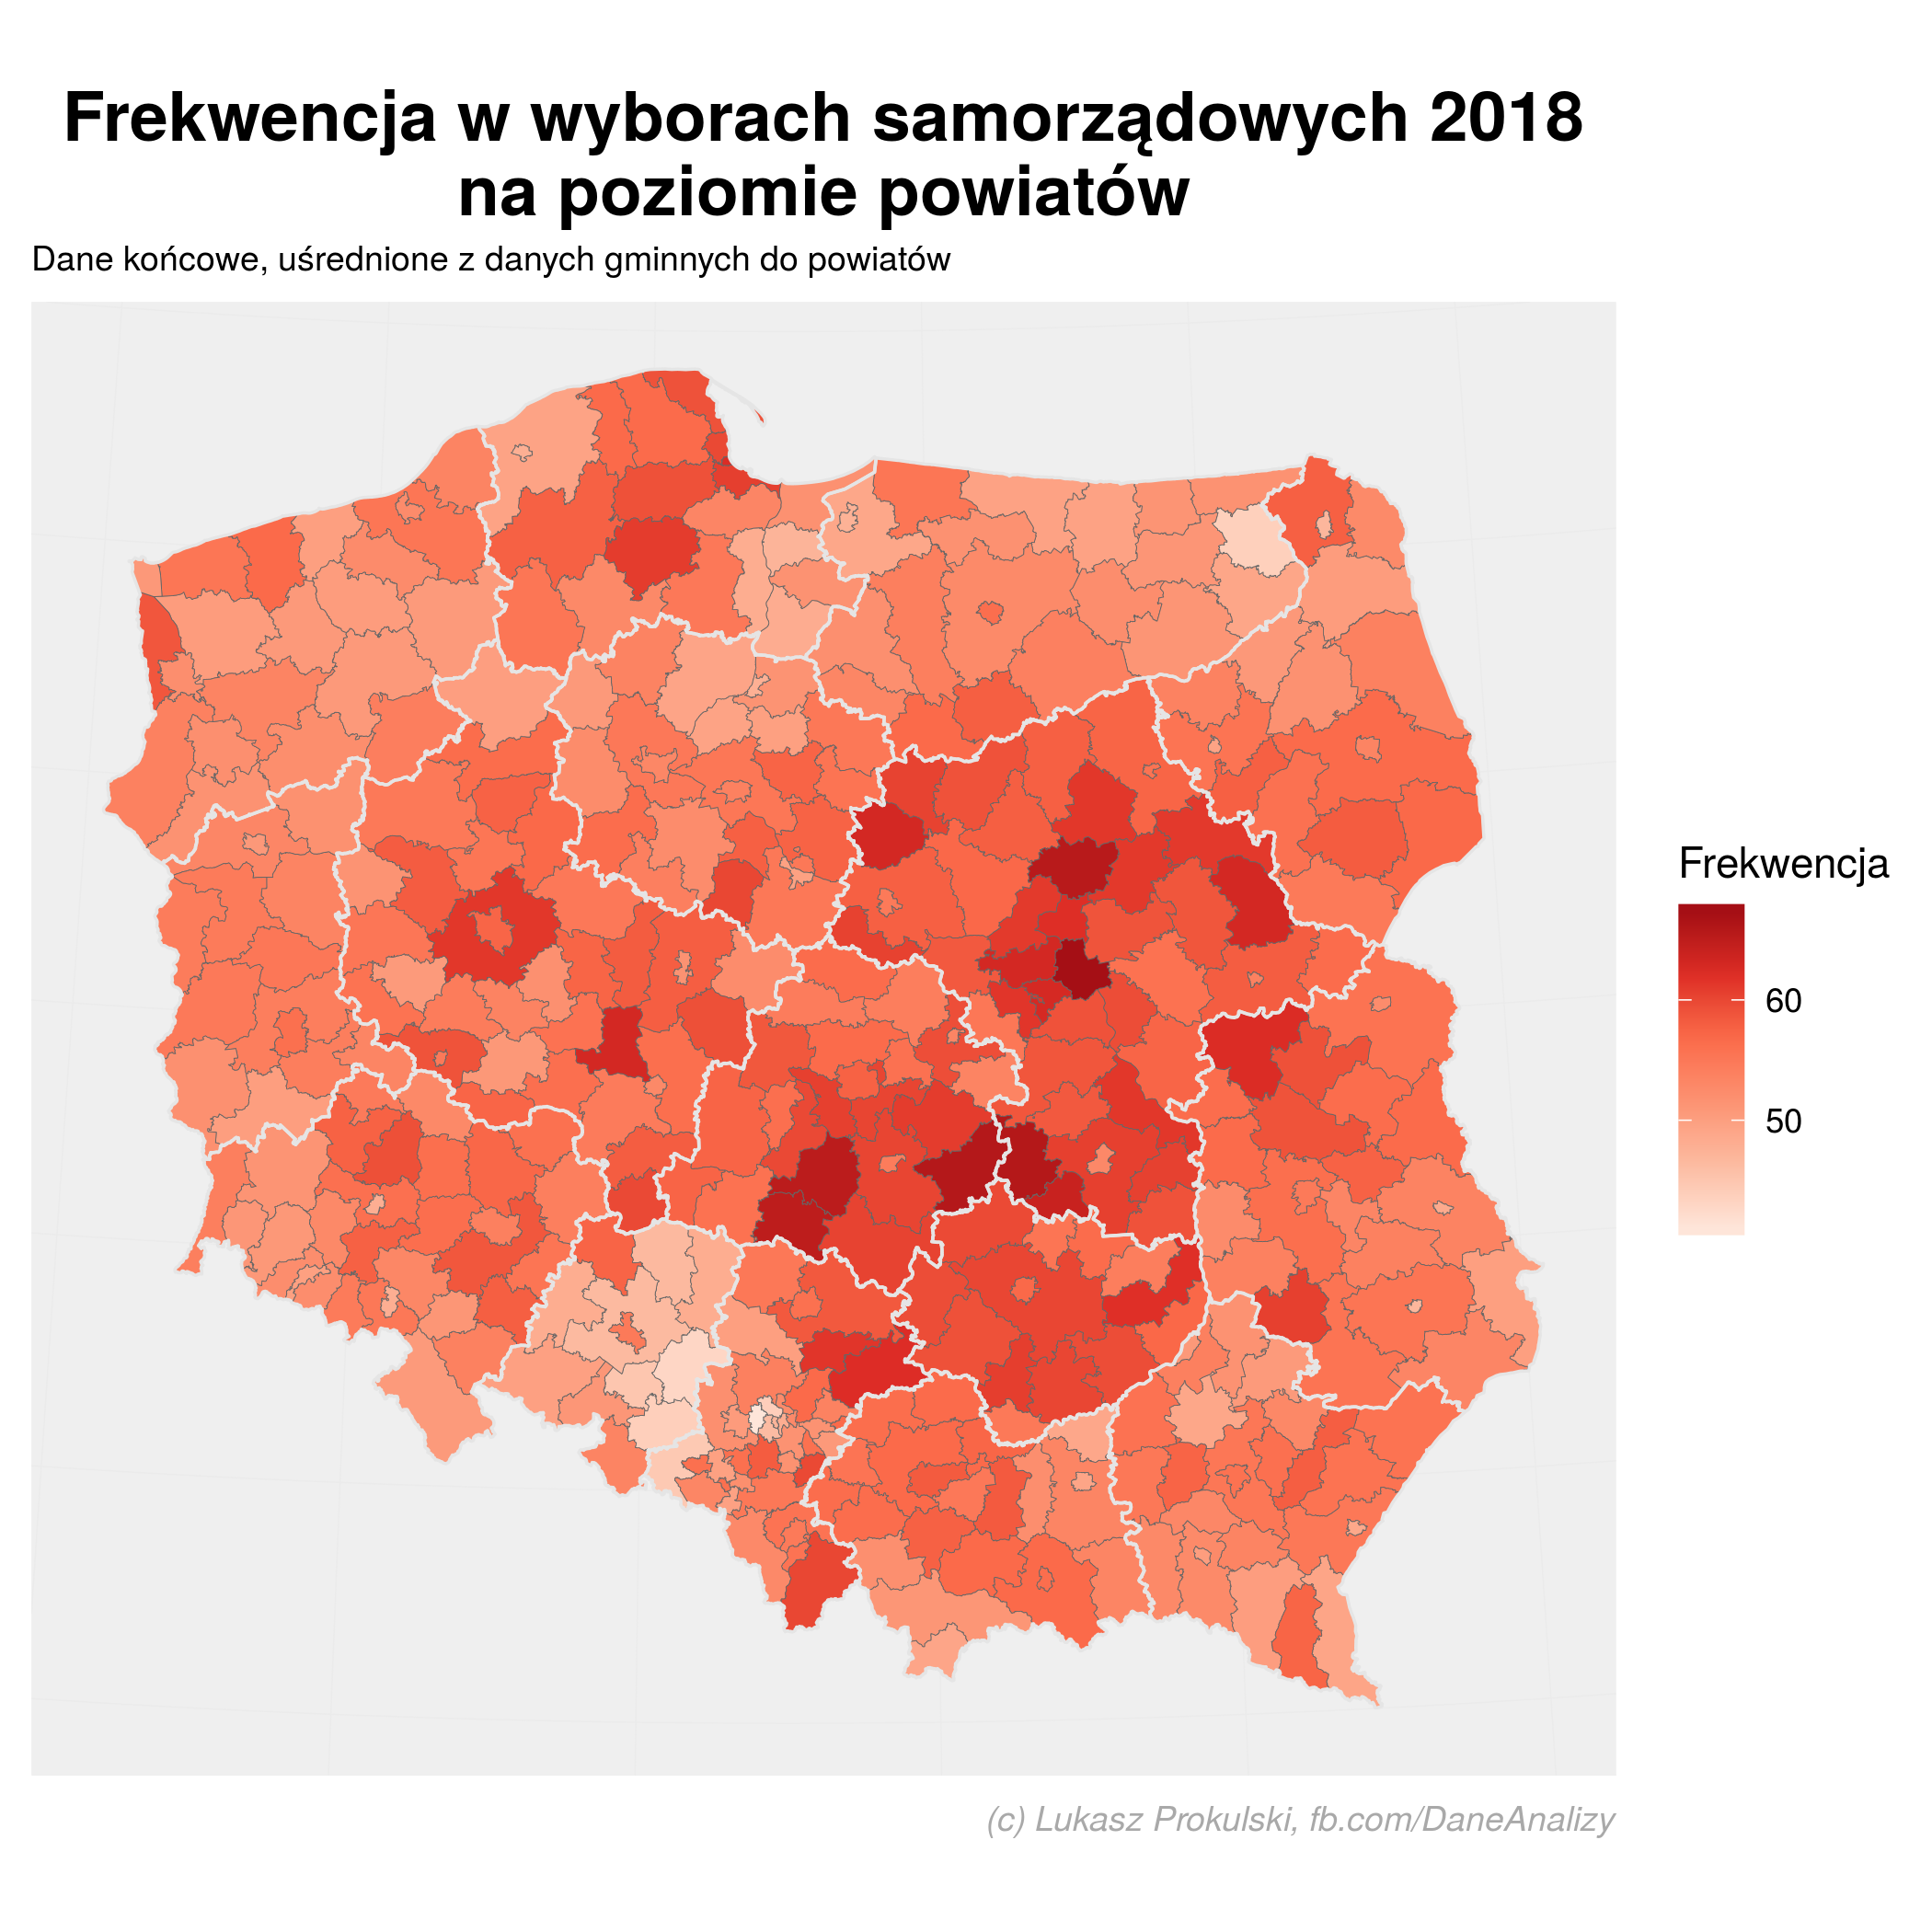 Frekwencja w wyborach samorządowych 2018
na poziomie powiatów
Dane końcowe, uśrednione z danych gminnych do powiatów
Frekwencja
60
50
(c) Lukasz Prokulski, fb.com/DaneAnalizy